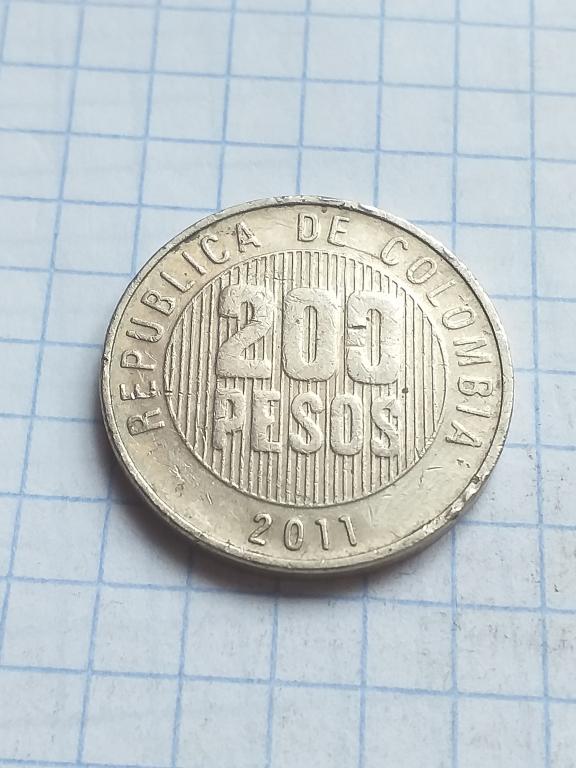 REPUBLICA DE COLOMBIA
200
PESOS
2011